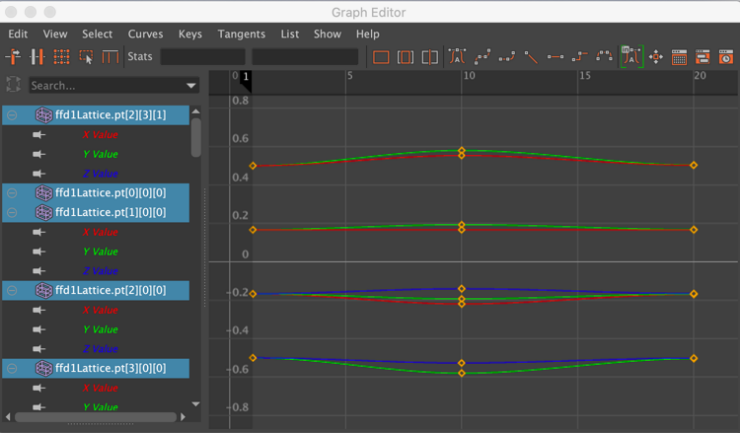 Graph Editor
Edit View Select Curves Keys Tangents List Show Help
Stats
Search...
0 1 5 10 15 20
ffd1Lattice.pt[2][3][1]
X Value
Y Value
Z Value
ffd1Lattice.pt[0][0][0]
ffd1Lattice.pt[1][0][0]
X Value
Y Value
Z Value
ffd1Lattice.pt[2][0][0]
X Value
Y Value
Z Value
ffd1Lattice.pt[3][0][0]
X Value
Y Value
0.8
0.6
0.4
0.2
0
-0.2
-0.4
-0.6
-0.8